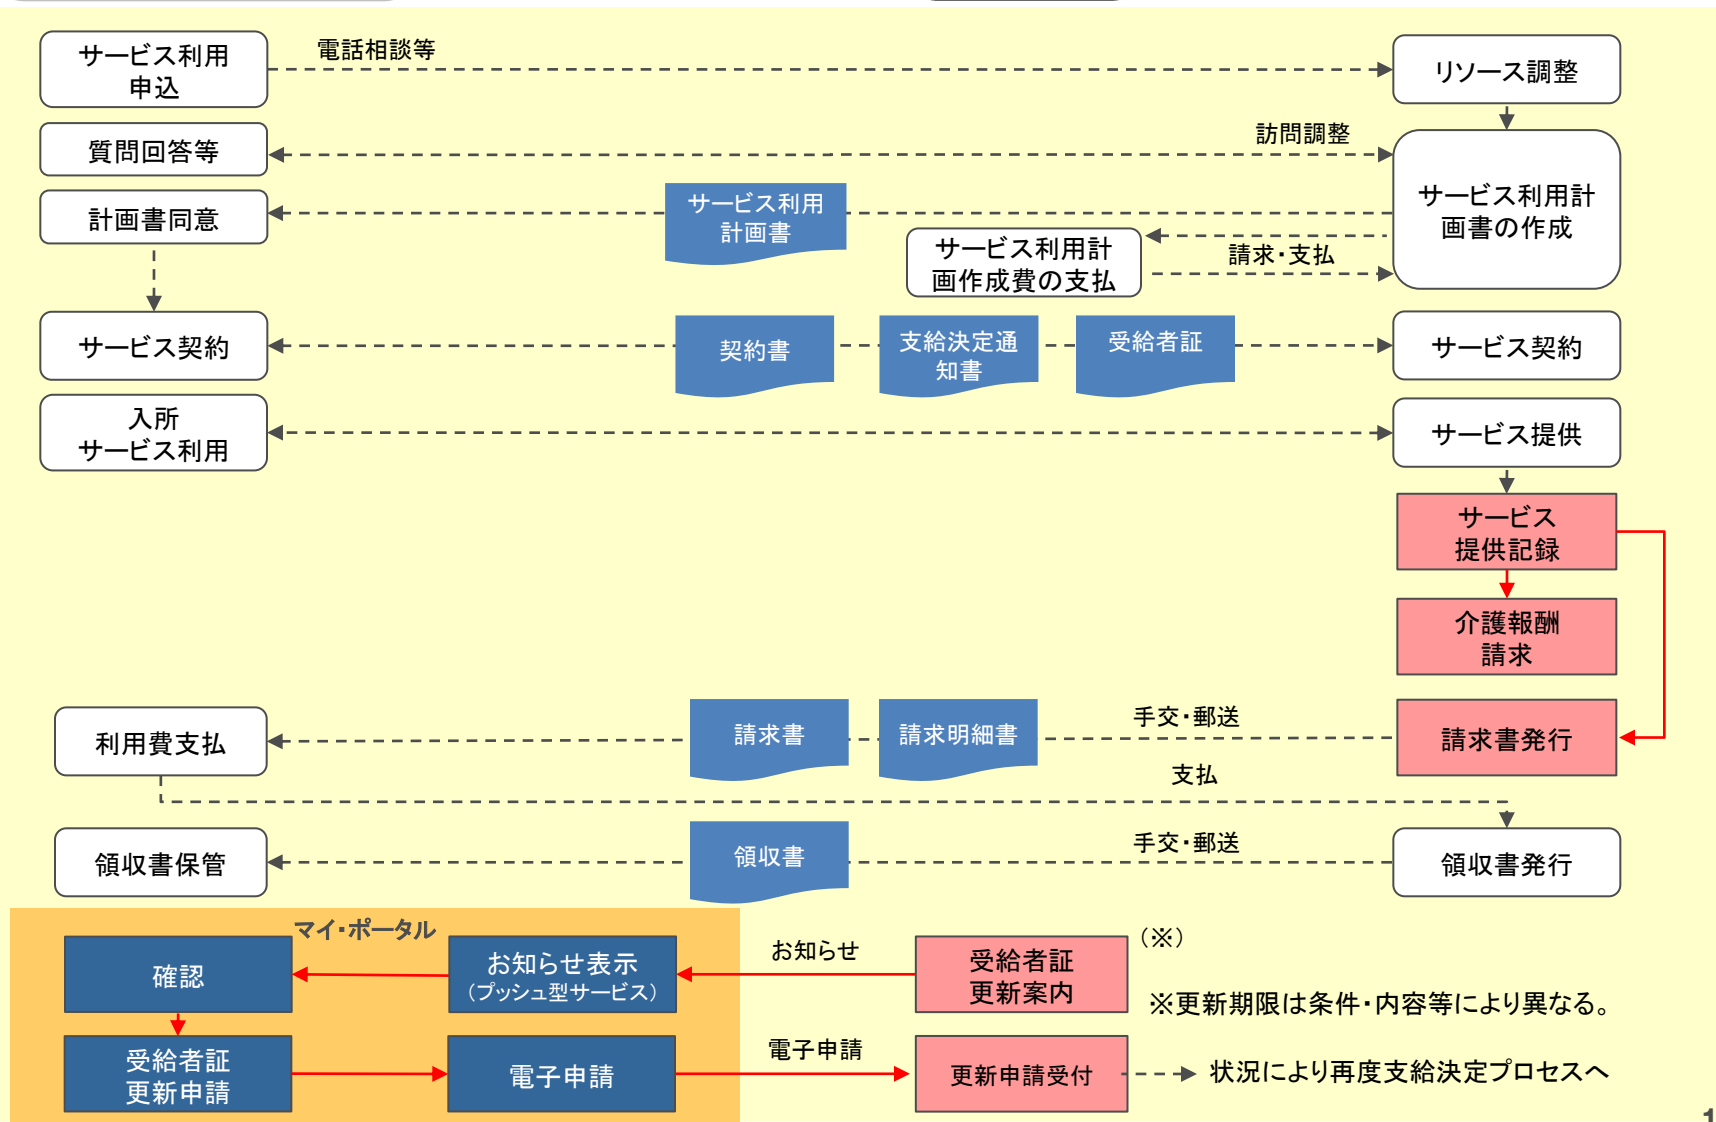 サービス利用
申込
電話相談等
リソース調整
質問回答等
訪問調整
サービス利用計
画書の作成
計画書同意
サービス利用
計画書
サービス利用計
画作成費の支払
請求・支払
サービス契約
契約書
支給決定通
知書
受給者証
サービス契約
入所
サービス利用
サービス提供
サービス
提供記録
介護報酬
請求
利用費支払
請求書
請求明細書
手交・郵送
請求書発行
支払
領収書保管
領収書
手交・郵送
領収書発行
マイ・ポータル
確認
お知らせ表示
（プッシュ型サービス）
お知らせ
受給者証
更新案内
（※）
※更新期限は条件・内容等により異なる。
受給者証
更新申請
電子申請
電子申請
更新申請受付
状況により再度支給決定プロセスへ